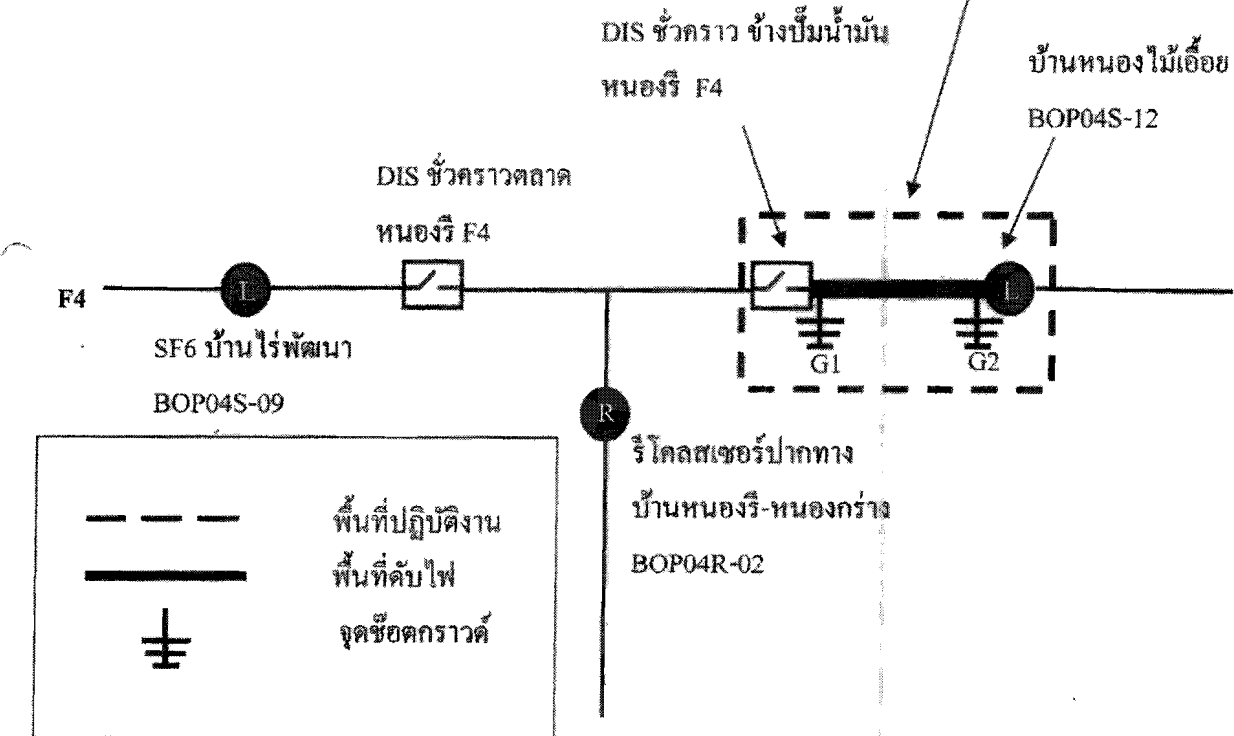 DIS ชั่วคราว ข้างปั๊มน้ำมัน
หนองรี F4
บ้านหนองไม้เอื้อย
BOP04S-12
DIS ชั่วคราวตลาด
หนองรี F4
F4
L
L
SF6 บ้านไร่พัฒนา
BOP04S-09
G1
G2
R
รีโคลสเซอร์ปากทาง
บ้านหนองรี-หนองกร่าง
BOP04R-02
พื้นที่ปฏิบัติงาน
พื้นที่ดับไฟ
จุดช๊อตกราวด์